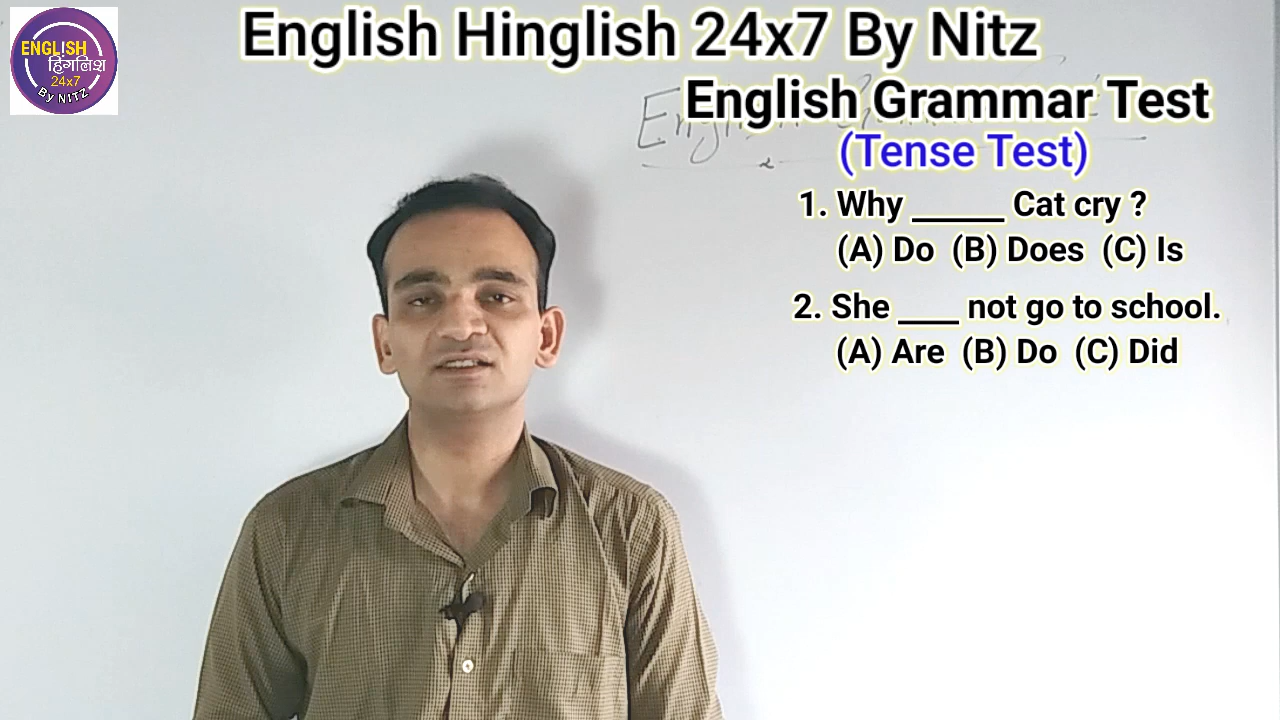 ENGLISH
हिंगलिश
24x7
By NITZ
English Hinglish 24x7 By Nitz
English Grammar Test
(Tense Test)
1. Why ______ Cat cry ?
(A) Do (B) Does (C) Is
2. She ____ not go to school.
(A) Are (B) Do (C) Did